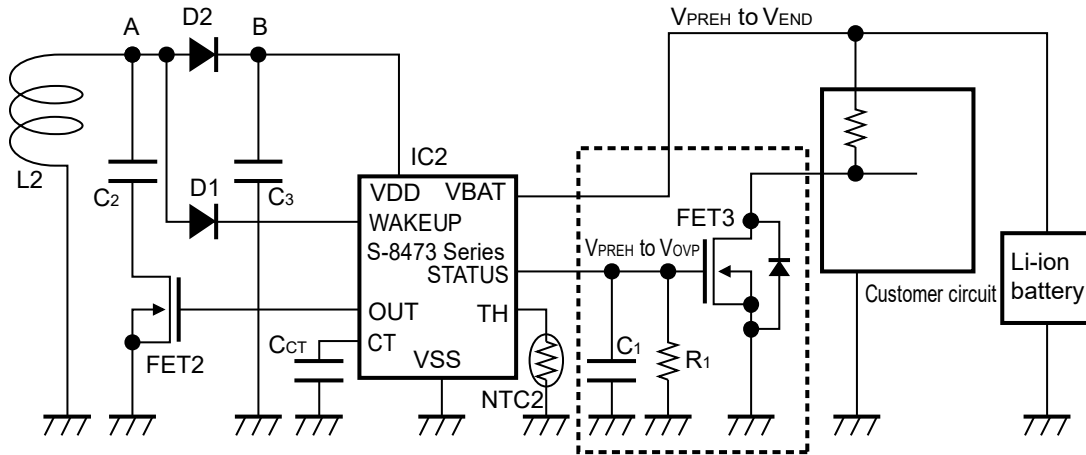 A D2 B VPREH to VEND
L2
C2
D1
C3
IC2
VDD VBAT
WAKEUP
S-8473 Series
STATUS
OUT TH
CT
VSS
FET2
CCT
NTC2
VPREH to VOVP
FET3
C1
R1
Customer circuit
Li-ion
battery